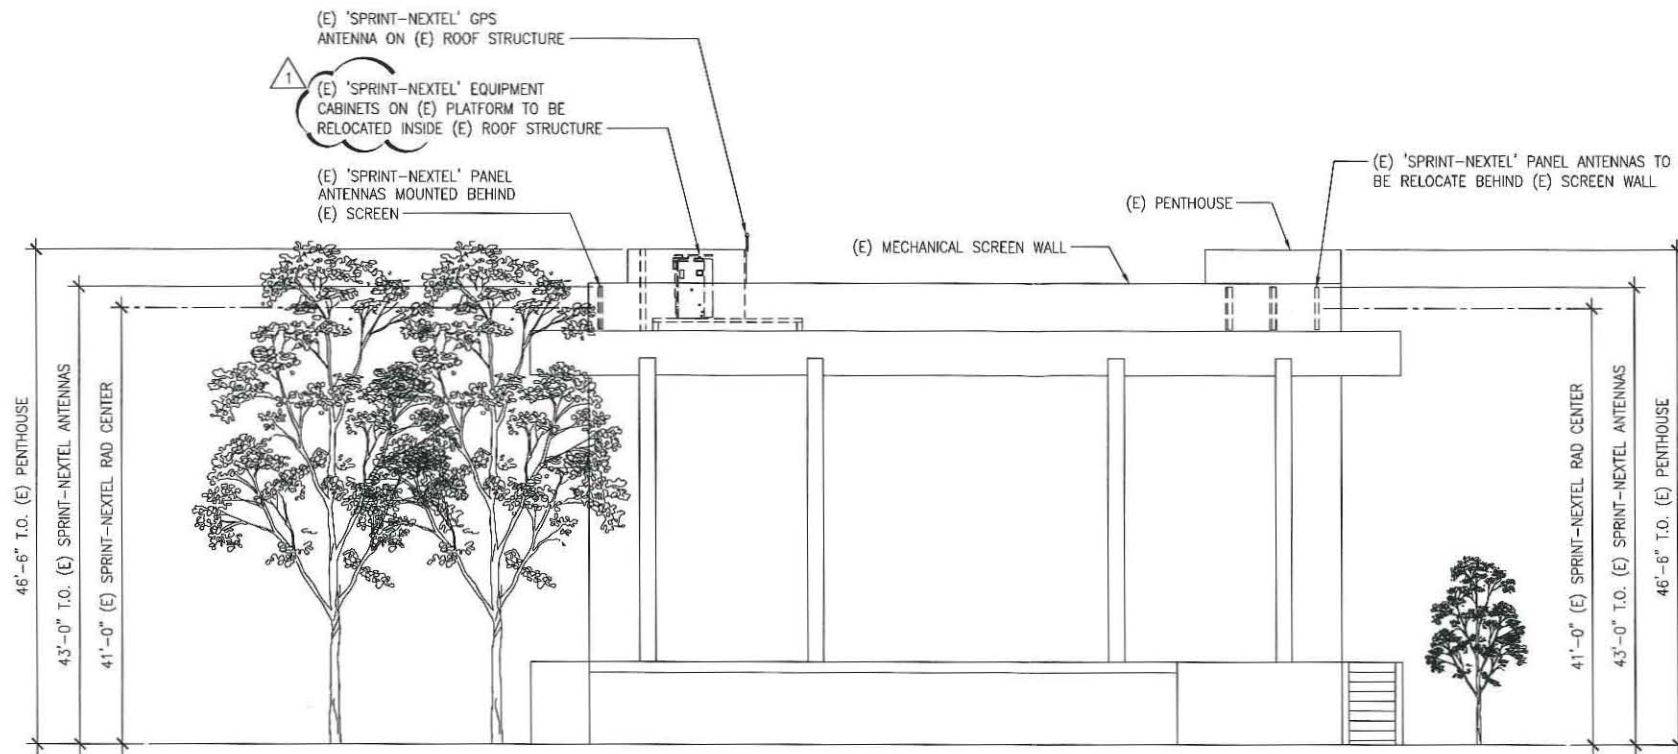 (E) 'SPRINT-NEXTEL' GPS
ANTENNA ON (E) ROOF STRUCTURE
1
(E) 'SPRINT-NEXTEL' EQUIPMENT
CABINETS ON (E) PLATFORM TO BE
RELOCATED INSIDE (E) ROOF STRUCTURE
(E) 'SPRINT-NEXTEL' PANEL
ANTENNAS MOUNTED BEHIND
(E) SCREEN
(E) 'SPRINT-NEXTEL' PANEL ANTENNAS TO
BE RELOCATE BEHIND (E) SCREEN WALL
(E) PENTHOUSE
(E) MECHANICAL SCREEN WALL
46'-6" T.O. (E) PENTHOUSE
43'-0" T.O. (E) SPRINT-NEXTEL ANTENNAS
41'-0" (E) SPRINT-NEXTEL RAD CENTER
41'-0" (E) SPRINT-NEXTEL RAD CENTER
43'-0" T.O. (E) SPRINT-NEXTEL ANTENNAS
46'-6" T.O. (E) PENTHOUSE